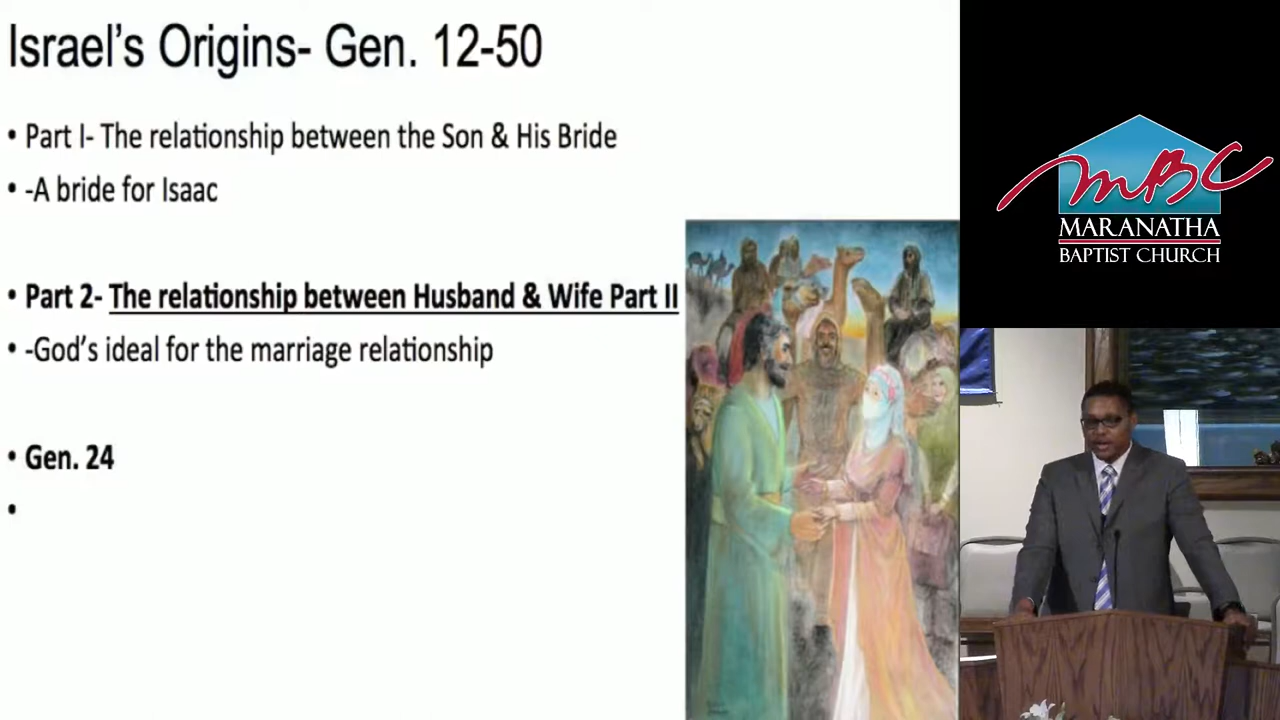 Israel's Origins- Gen. 12-50
• Part I- The relationship between the Son & His Bride
• -A bride for Isaac
• Part 2- The relationship between Husband & Wife Part II
• -God's ideal for the marriage relationship
• Gen. 24
•
MBC
MARANATHA
BAPTIST CHURCH